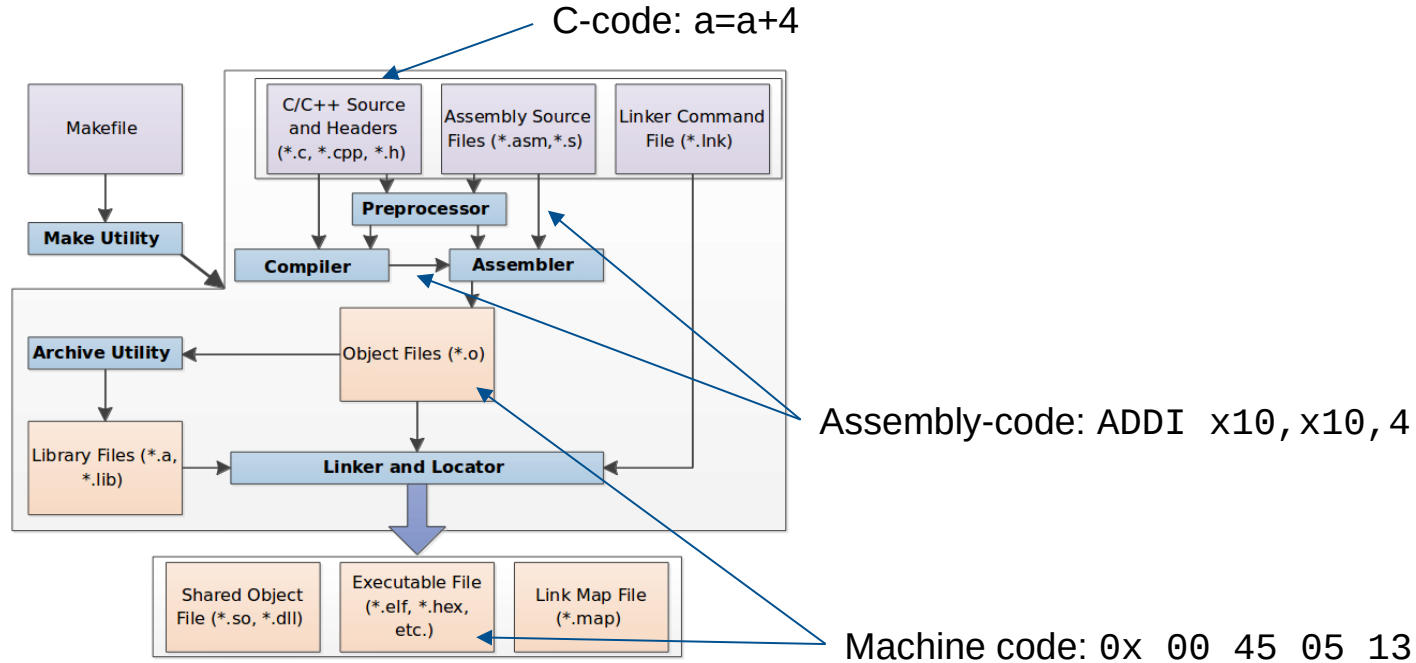 C-code: a=a+4
Makefile
C/C++ Source
and Headers
(*.c, *.cpp, *.h)
Assembly Source
Files (*.asm,*.s)
Linker Command
File (*.lnk)
Preprocessor
Make Utility
Compiler
Assembler
Archive Utility
Object Files (*.o)
Assembly-code: ADDI x10,x10,4
Library Files (*.a,
*.lib)
Linker and Locator
Shared Object
File (*.so, *.dll)
Executable File
(*.elf, *.hex,
etc.)
Link Map File
(*.map)
Machine code: 0x 00 45 05 13